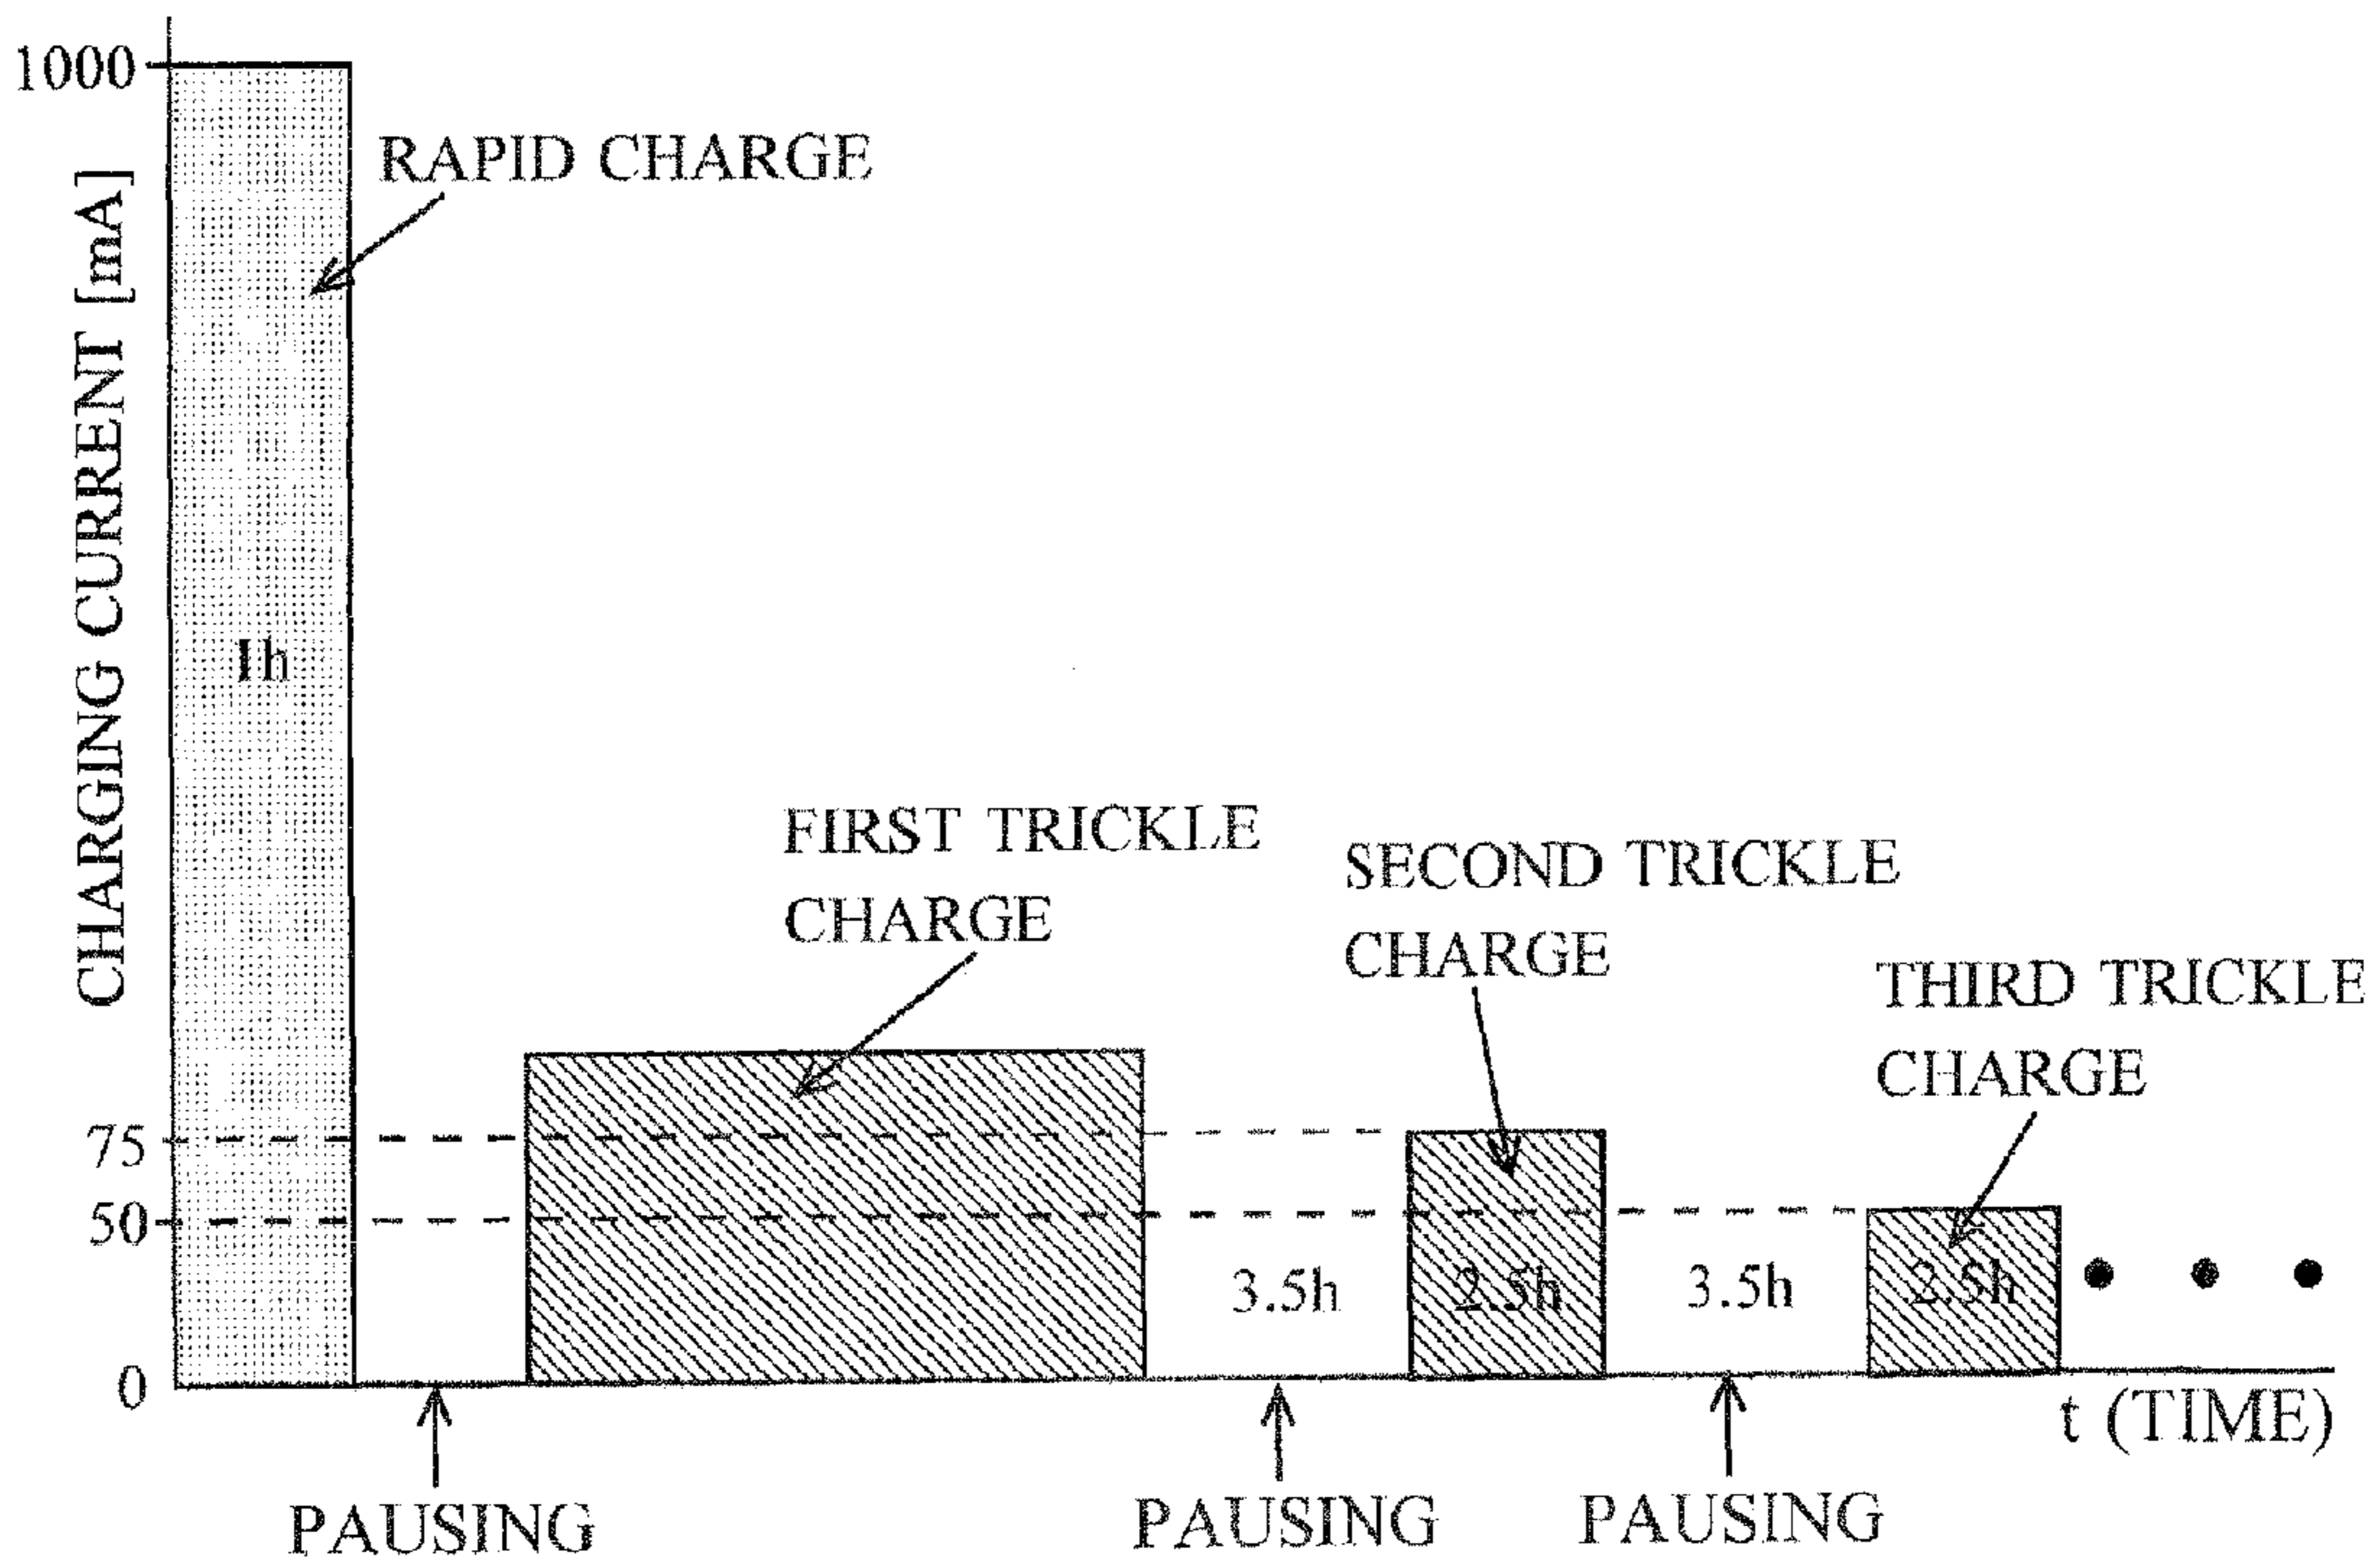 1000
RAPID CHARGE
CHARGING CURRENT [mA]
1h
FIRST TRICKLE
CHARGE
SECOND TRICKLE
CHARGE
THIRD TRICKLE
CHARGE
75
50
3.5h
2.5h
3.5h
2.5h
0
t (TIME)
PAUSING
PAUSING
PAUSING